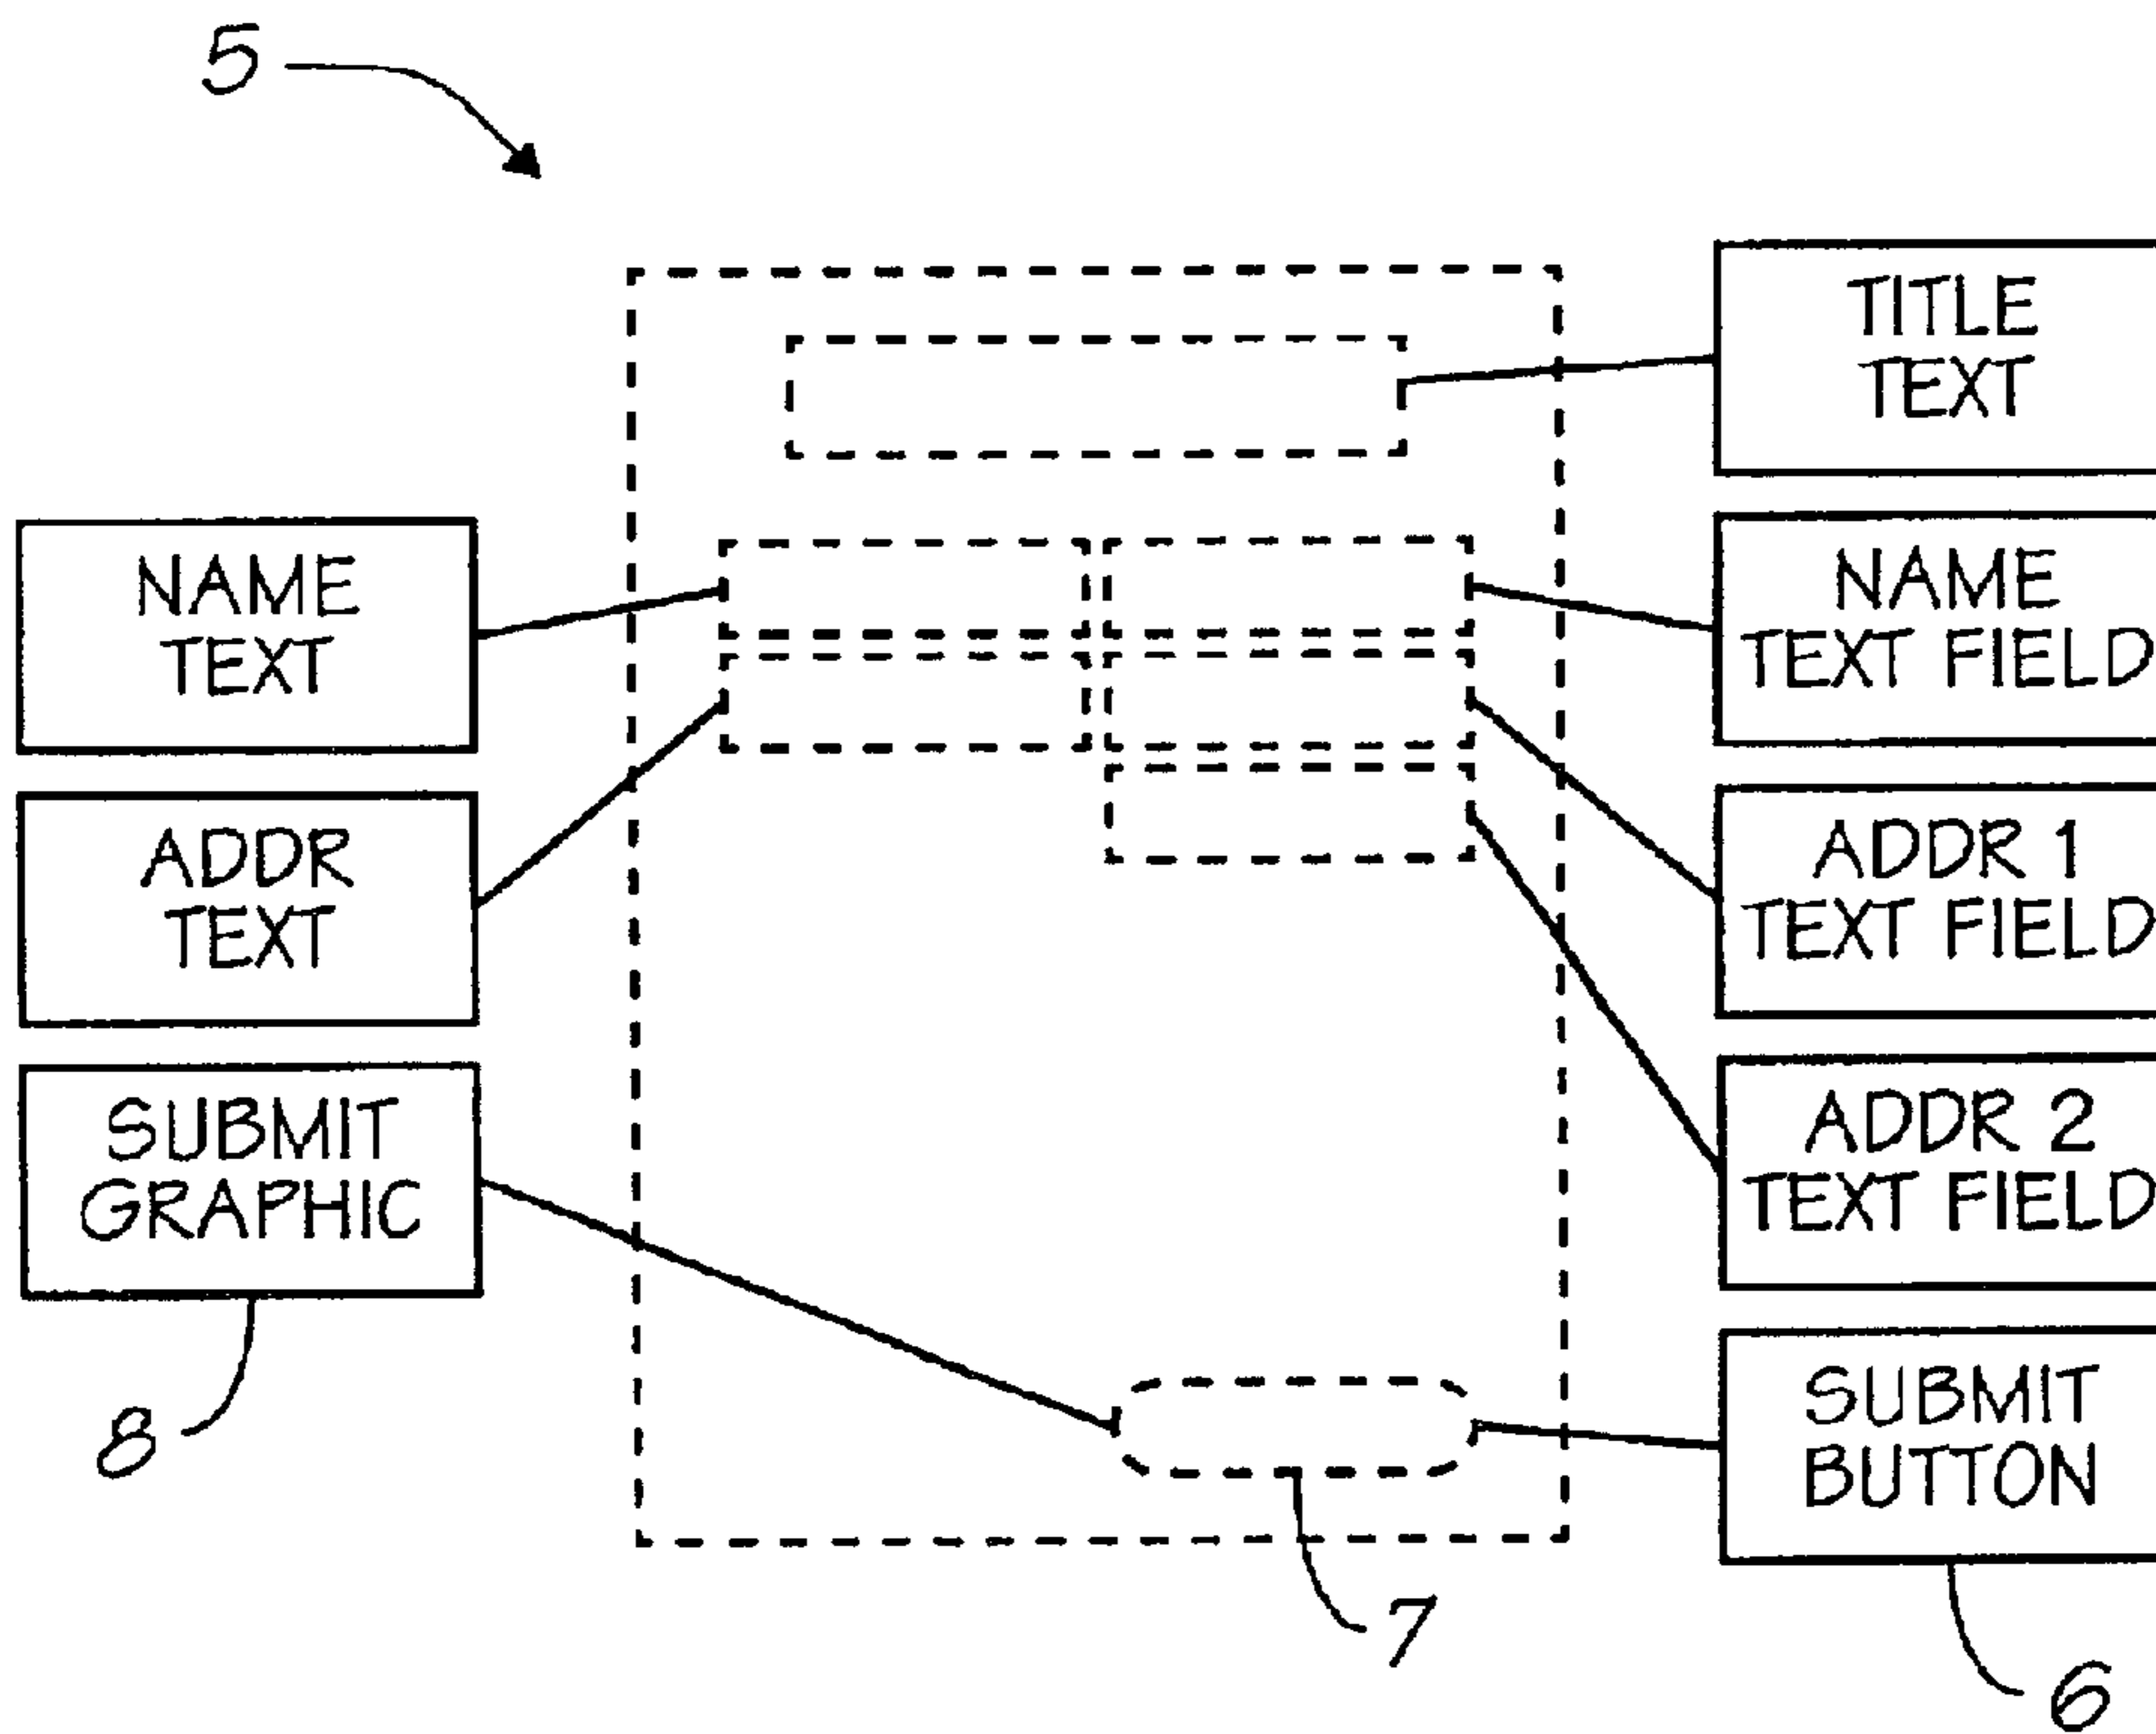 5
TITLE
TEXT
NAME
TEXT
NAME
TEXT FIELD
ADDR
TEXT
ADDR 1
TEXT FIELD
SUBMIT
GRAPHIC
ADDR 2
TEXT FIELD
SUBMIT
BUTTON
8
7
6